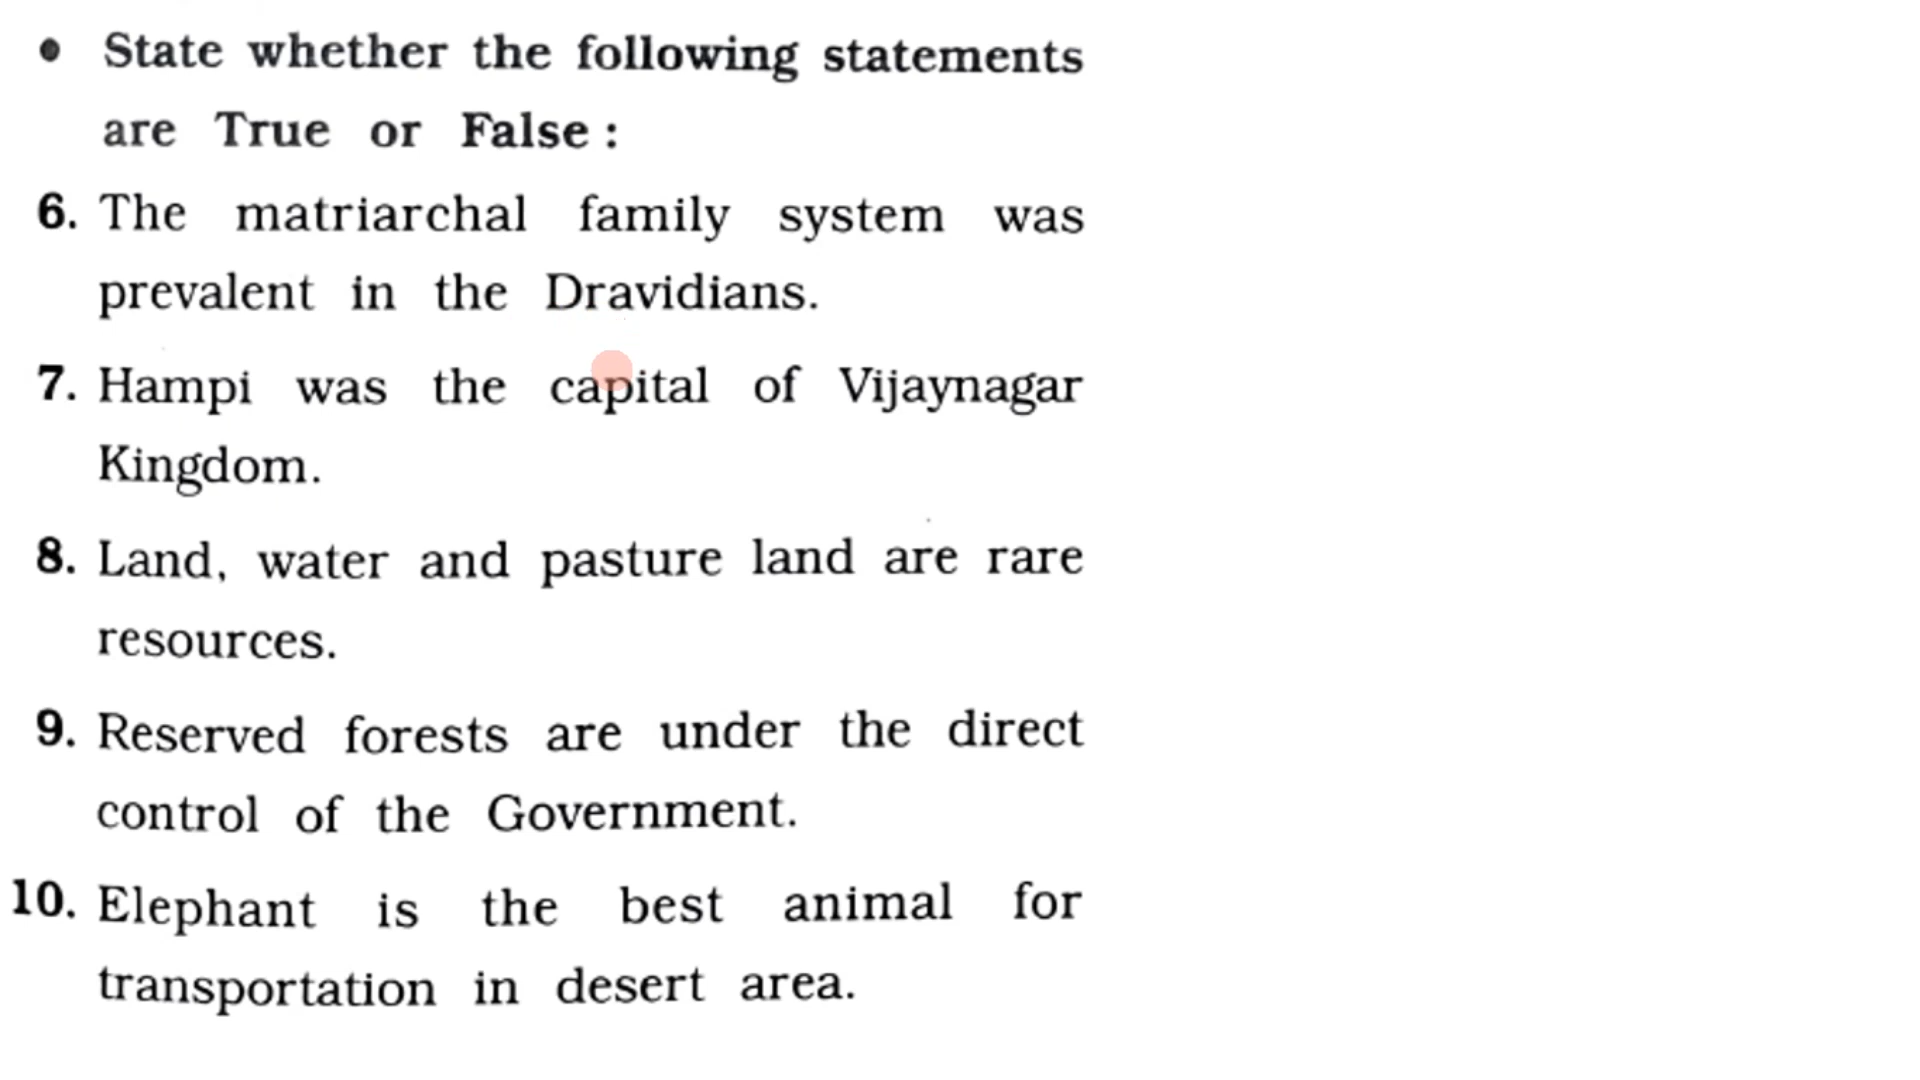 • State whether the following statements
are True or False :
6. The matriarchal family system was
prevalent in the Dravidians.
7. Hampi was the capital of Vijaynagar
Kingdom.
8. Land, water and pasture land are rare
resources.
9. Reserved forests are under the direct
control of the Government.
10. Elephant is the best animal for
transportation in desert area.